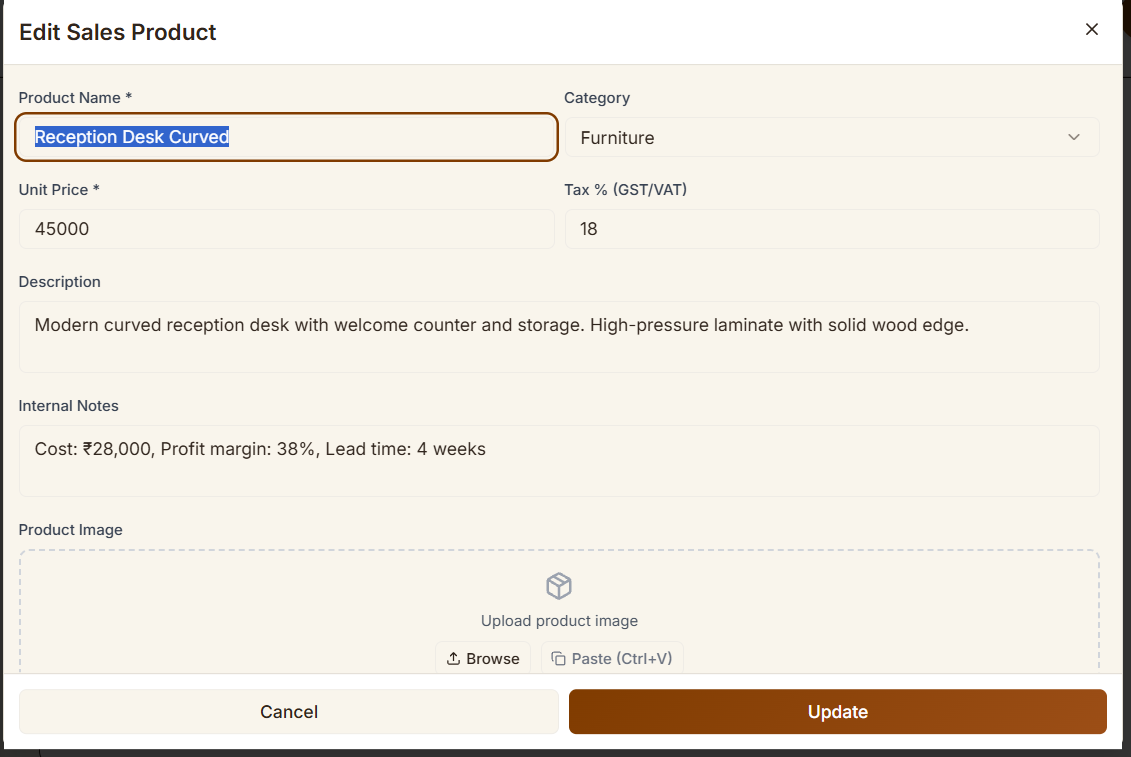 Edit Sales Product
Product Name *
Category
Reception Desk Curved
Furniture
Unit Price *
Tax % (GST/VAT)
45000
18
Description
Modern curved reception desk with welcome counter and storage. High-pressure laminate with solid wood edge.
Internal Notes
Cost: ₹28,000, Profit margin: 38%, Lead time: 4 weeks
Product Image
Upload product image
Browse
Paste (Ctrl+V)
Cancel
Update